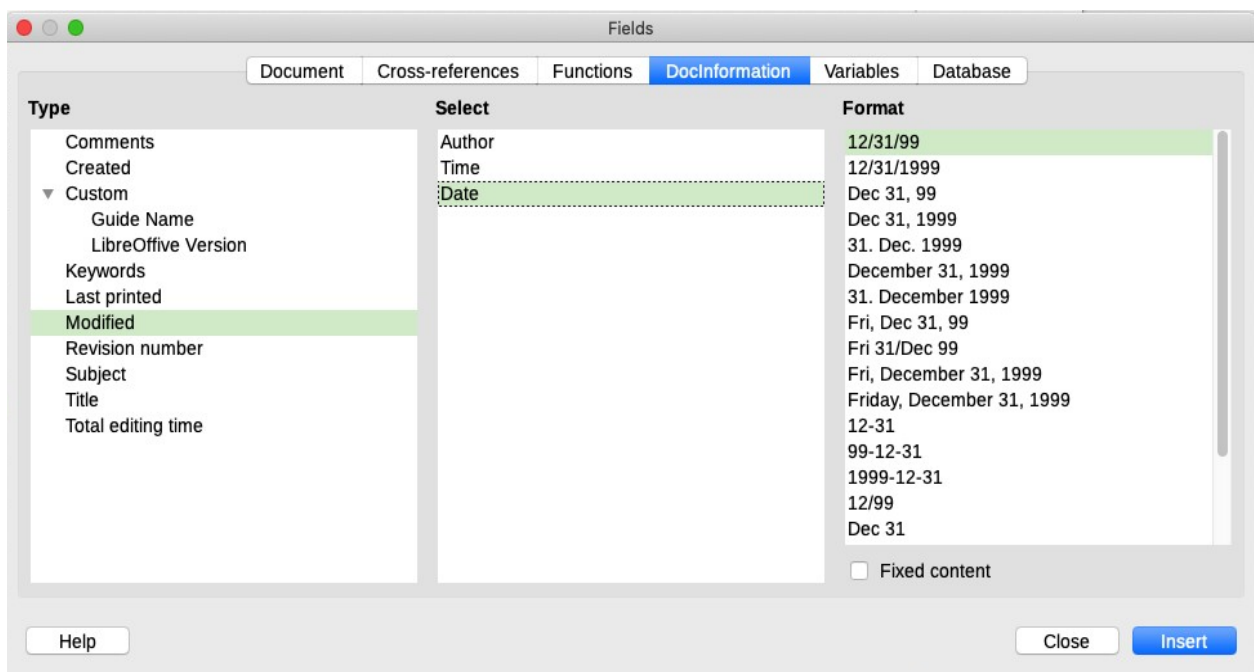 Fields
Document Cross-references Functions DocInformation Variables Database
Type
Comments
Created
Custom
Guide Name
LibreOffive Version
Keywords
Last printed
Modified
Revision number
Subject
Title
Total editing time
Select
Author
Time
Date
Format
12/31/99
12/31/1999
Dec 31, 99
Dec 31, 1999
31. Dec. 1999
December 31, 1999
31. December 1999
Fri, Dec 31, 99
Fri 31/Dec 99
Fri, December 31, 1999
Friday, December 31, 1999
12-31
99-12-31
1999-12-31
12/99
Dec 31
Fixed content
Help
Close
Insert